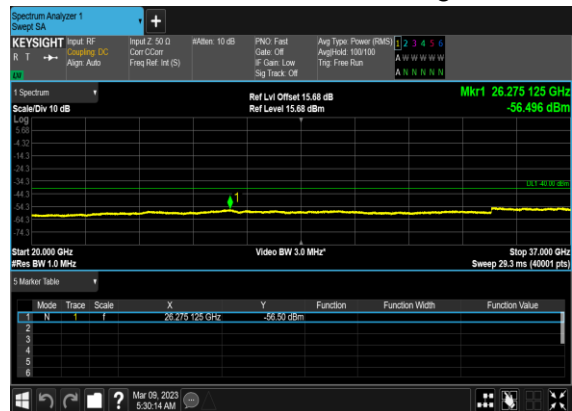 Spectrum Analyzer 1
Swept SA
KEYSIGHT Input: RF Input Z: 50 Ω #Atten: 10 dB PNO: Fast Avg Type: Power (RMS) 1 2 3 4 5 6
R T Coupling: DC Corr CCorr Gate: Off Avg|Hold: 100/100 A W W W W W
Align: Auto Freq Ref: Int (S) IF Gain: Low Trig: Free Run
LXI Sig Track: Off A N N N N N
1 Spectrum Ref Lvl Offset 15.68 dB Mkr1 26.275 125 GHz
Scale/Div 10 dB Ref Level 15.68 dBm -56.496 dBm
Log
5.68
-4.32
-14.3
-24.3
-34.3
DL1 -40.00 dBm
-44.3
1
-54.3
-64.3
-74.3
Start 20.000 GHz Video BW 3.0 MHz* Stop 37.000 GHz
#Res BW 1.0 MHz Sweep 29.3 ms (40001 pts)
5 Marker Table
Mode Trace Scale X Y Function Function Width Function Value
1 N 1 f 26.275 125 GHz -56.50 dBm
2
3
4
5
6
? Mar 09, 2023
5:30:14 AM